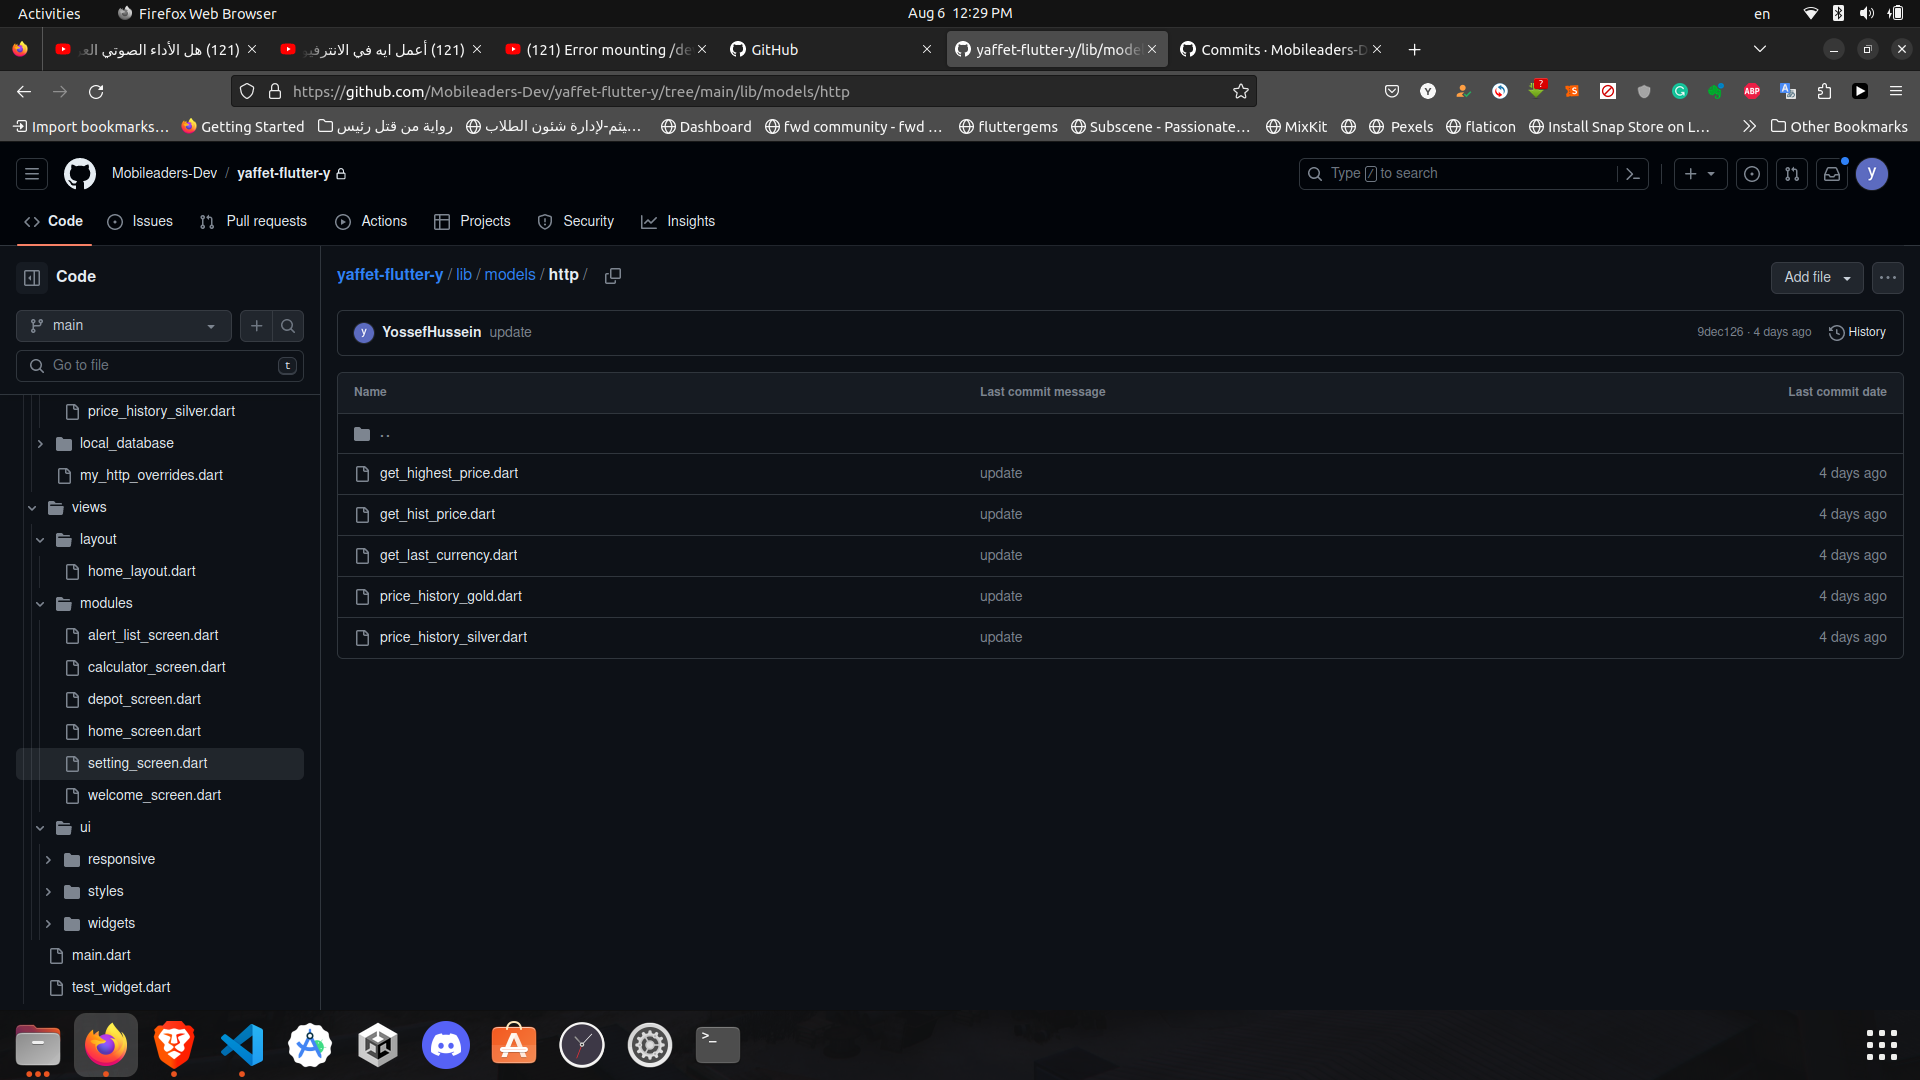 Activities
Firefox Web Browser
Aug 6 12:29 PM
en
(121) هل الأداء الصوتي
(121) أعمل ايه في الانترفيو
(121) Error mounting /de
GitHub
yaffet-flutter-y/lib/model
Commits · Mobileaders-D
https://github.com/Mobileaders-Dev/yaffet-flutter-y/tree/main/lib/models/http
?
Y
ABP
Import bookmarks…
Getting Started
رواية من قتل رئيس
…يثم-لإدارة شئون الطلاب
Dashboard
fwd community - fwd …
fluttergems
Subscene - Passionate…
MixKit
Pexels
flaticon
Install Snap Store on L…
Other Bookmarks
Mobileaders-Dev / yaffet-flutter-y
Type / to search
y
Code
Issues
Pull requests
Actions
Projects
Security
Insights
Code
main
Go to file
t
price_history_silver.dart
local_database
my_http_overrides.dart
views
layout
home_layout.dart
modules
alert_list_screen.dart
calculator_screen.dart
depot_screen.dart
home_screen.dart
setting_screen.dart
welcome_screen.dart
ui
responsive
styles
widgets
main.dart
test_widget.dart
yaffet-flutter-y / lib / models / http /
Add file
y YossefHussein update
9dec126 · 4 days ago
History
Name Last commit message Last commit date
..
get_highest_price.dart update 4 days ago
get_hist_price.dart update 4 days ago
get_last_currency.dart update 4 days ago
price_history_gold.dart update 4 days ago
price_history_silver.dart update 4 days ago